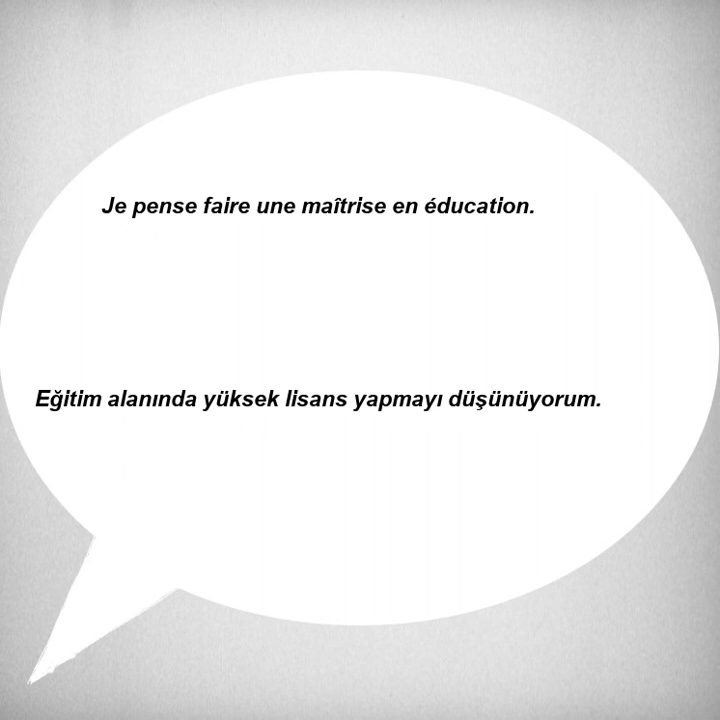 Je pense faire une maîtrise en éducation.
Eğitim alanında yüksek lisans yapmayı düşünüyorum.